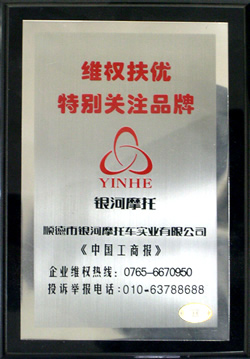 维权扶优
特别关注品牌
YINHE
银河摩托
顺德市银河摩托车实业有限公司
《中国工商报》
企业维权热线：0765-6670950
投诉举报电话：010-63788688